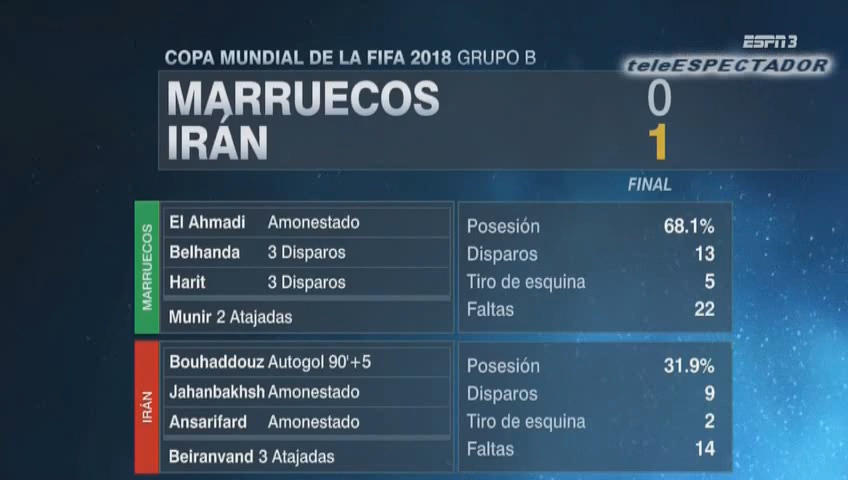 ESPN 3
teleESPECTADOR
COPA MUNDIAL DE LA FIFA 2018 GRUPO B
MARRUECOS 0
IRÁN 1
FINAL
MARRUECOS
El Ahmadi Amonestado
Belhanda 3 Disparos
Harit 3 Disparos
Munir 2 Atajadas
Posesión 68.1%
Disparos 13
Tiro de esquina 5
Faltas 22
IRÁN
Bouhaddouz Autogol 90'+5
Jahanbakhsh Amonestado
Ansarifard Amonestado
Beiranvand 3 Atajadas
Posesión 31.9%
Disparos 9
Tiro de esquina 2
Faltas 14